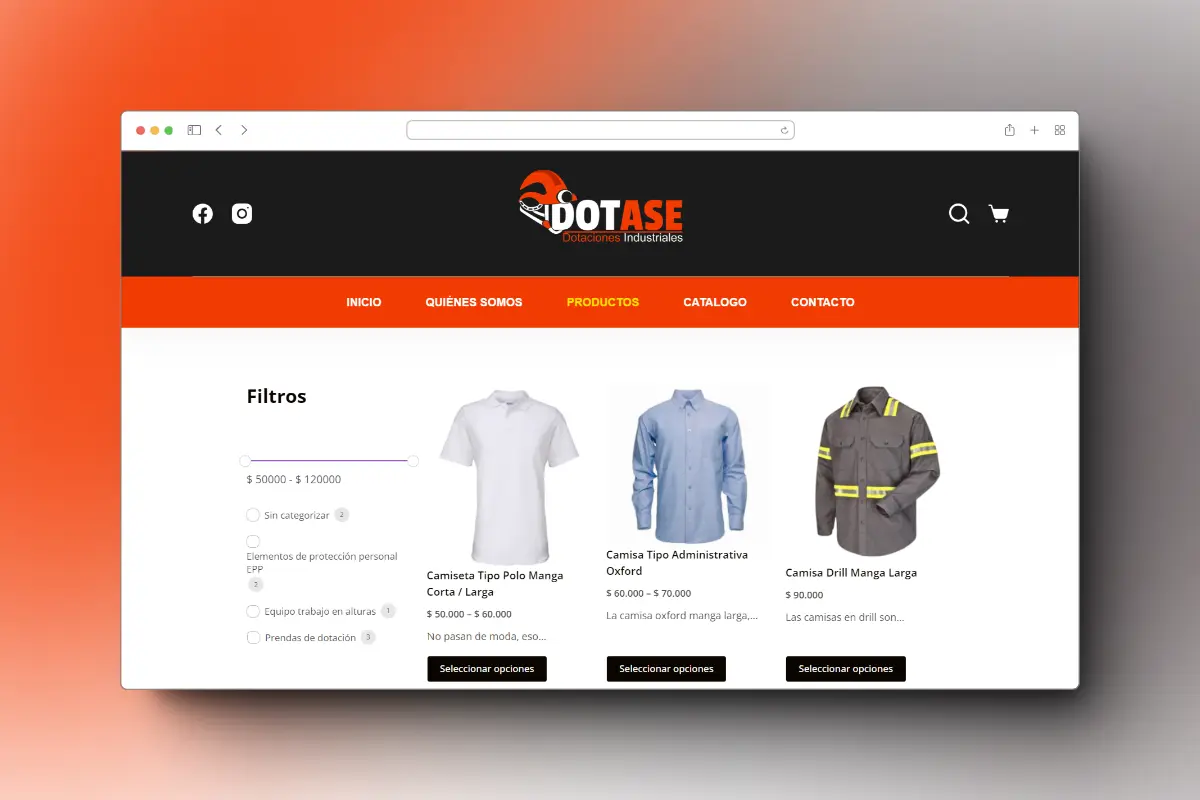 DOTASE
Dotaciones Industriales
INICIO
QUIÉNES SOMOS
PRODUCTOS
CATALOGO
CONTACTO
Filtros
$ 50000 - $ 120000
Sin categorizar 2
Elementos de protección personal
EPP
2
Equipo trabajo en alturas 1
Prendas de dotación 3
Camiseta Tipo Polo Manga
Corta / Larga
$ 50.000 – $ 60.000
No pasan de moda, eso...
Seleccionar opciones
Camisa Tipo Administrativa
Oxford
$ 60.000 – $ 70.000
La camisa oxford manga larga,...
Seleccionar opciones
Camisa Drill Manga Larga
$ 90.000
Las camisas en drill son...
Seleccionar opciones